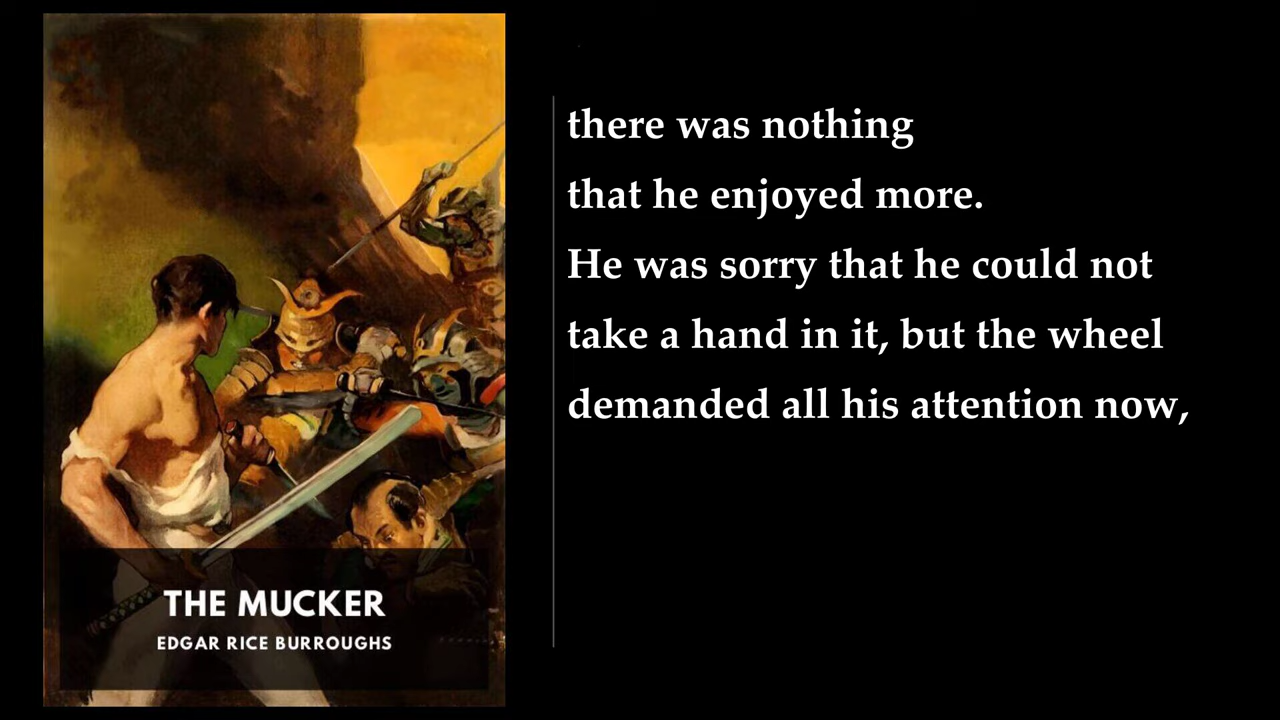 there was nothing
that he enjoyed more.
He was sorry that he could not
take a hand in it, but the wheel
demanded all his attention now,
THE MUCKER
EDGAR RICE BURROUGHS